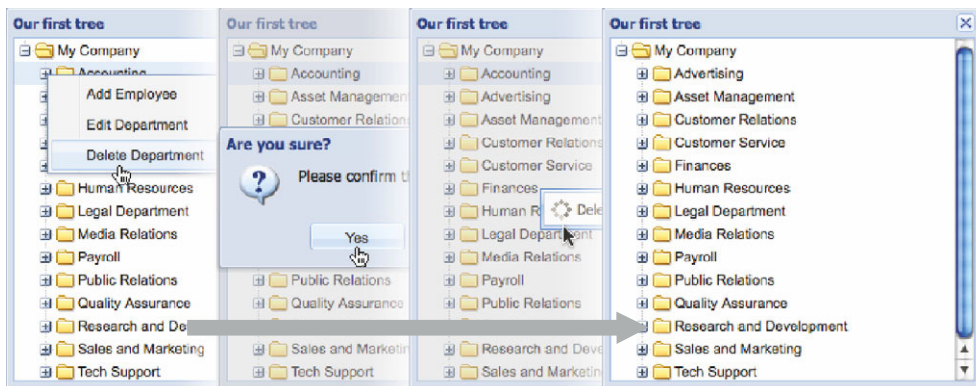 Our first tree
My Company
Accounting
Add Employee
Edit Department
Delete Department
Human Resources
Legal Department
Media Relations
Payroll
Public Relations
Quality Assurance
Research and De
Sales and Marketing
Tech Support
Our first tree
My Company
Accounting
Asset Managemen
Customer Relation
Are you sure?
Please confirm th
Yes
Public Relations
Quality Assurance
Sales and Marketin
Tech Support
Our first tree
My Company
Accounting
Advertising
Asset Management
Customer Relations
Customer Service
Finances
Human R
Dele
Legal Department
Media Relations
Payroll
Public Relations
Research and Deve
Sales and Marketin
Our first tree
My Company
Advertising
Asset Management
Customer Relations
Customer Service
Finances
Human Resources
Legal Department
Media Relations
Payroll
Public Relations
Quality Assurance
Research and Development
Sales and Marketing
Tech Support